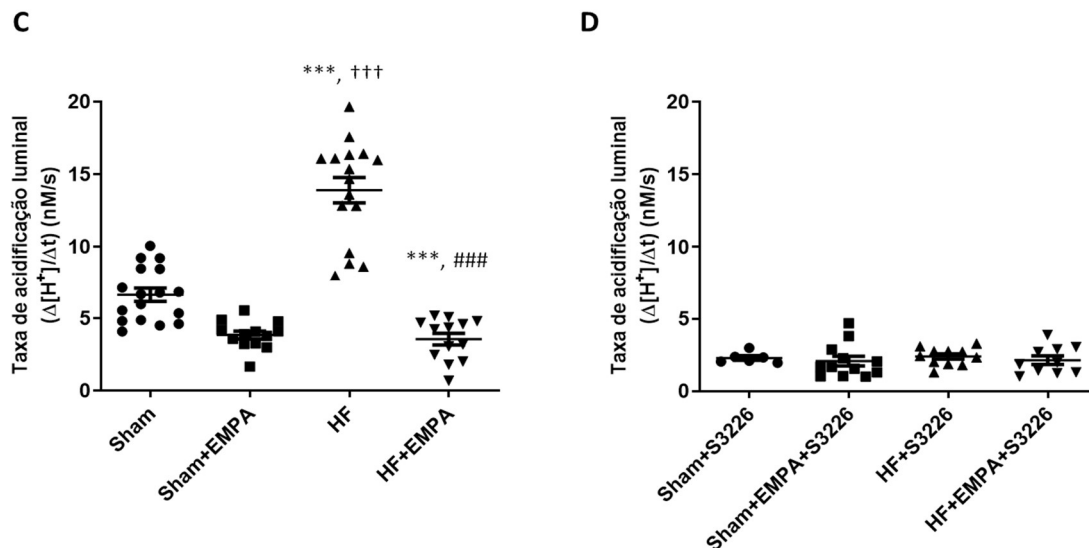 C
***, †††
***, ###
Taxa de acidificação luminal
(Δ[H⁺]/Δt) (nM/s)
20
15
10
5
0
Sham
Sham+EMPA
HF
HF+EMPA
D
Taxa de acidificação luminal
(Δ[H⁺]/Δt) (nM/s)
20
15
10
5
0
Sham+S3226
Sham+EMPA+S3226
HF+S3226
HF+EMPA+S3226